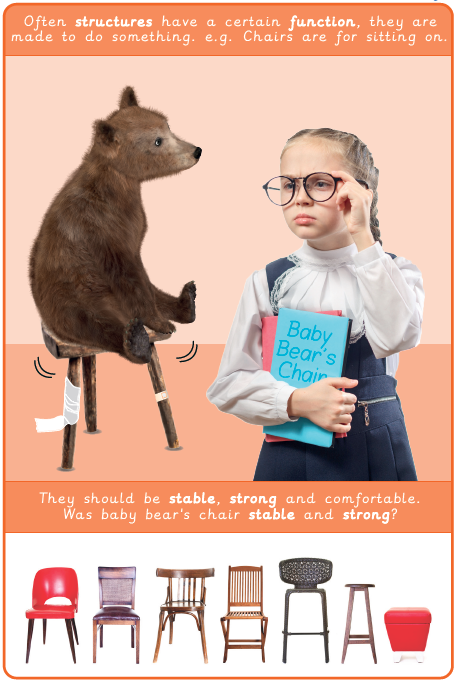 Often structures have a certain function, they are
made to do something. e.g. Chairs are for sitting on.
Baby
Bear's
Chair
They should be stable, strong and comfortable.
Was baby bear's chair stable and strong?